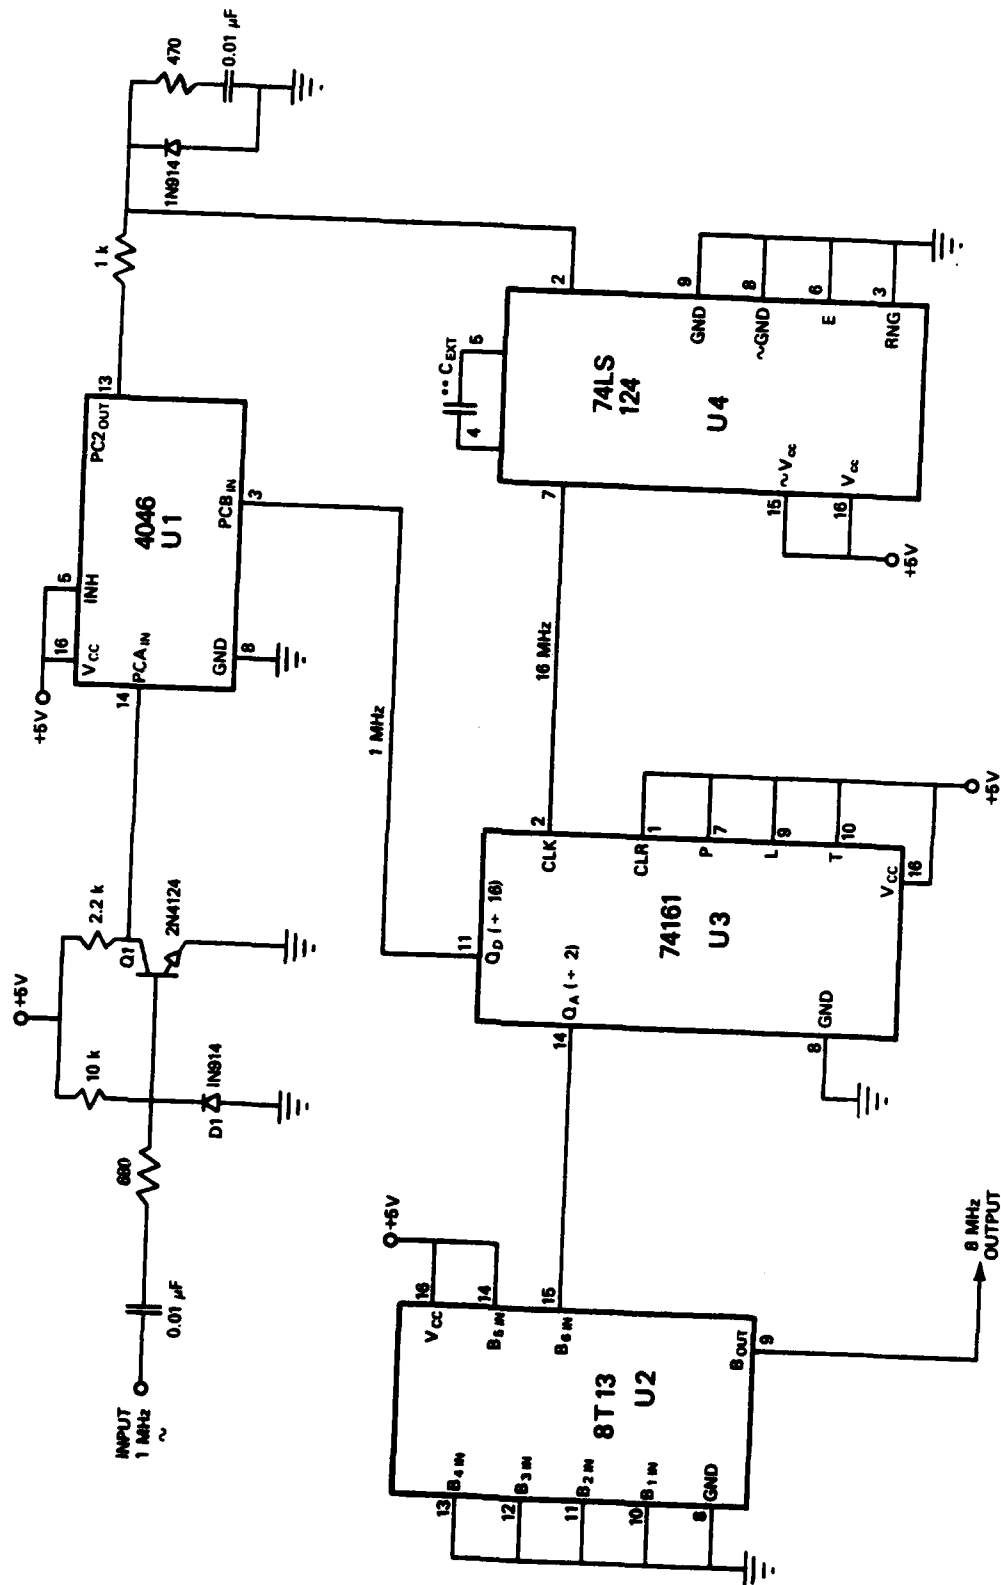 INPUT
1 MHz
~
0.01 µF
680
10 k
+5V
D1
IN914
2.2 k
Q1
2N4124
+5V
16
VCC
5
INH
14
PCAIN
GND
8
4046
U1
PC2OUT
13
PCBIN
3
1 k
1N914
470
0.01 µF
1 MHz
16 MHz
+5V
16
VCC
14
B5 IN
15
B6 IN
8T13
U2
13
B4 IN
12
B3 IN
11
B2 IN
10
B1 IN
8
GND
BOUT
9
8 MHz
OUTPUT
11
QD (÷ 16)
14
QA (÷ 2)
2
CLK
74161
U3
1
CLR
7
P
9
L
10
T
VCC
16
+5V
8
GND
7
4
5
** CEXT
2
74LS
124
U4
9
GND
8
~GND
6
E
3
RNG
15
~Vcc
16
Vcc
+5V